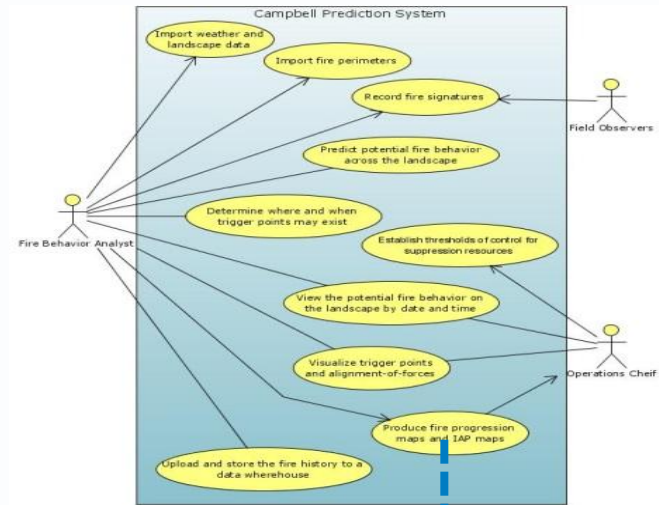 Campbell Prediction System
Import weather and
landscape data
Import fire perimeters
Record fire signatures
Field Observers
Predict potential fire behavior
across the landscape
Determine where and when
trigger points may exist
Fire Behavior Analyst
Establish thresholds of control for
suppression resources
View the potential fire behavior on
the landscape by date and time
Visualize trigger points
and alignment-of-forces
Operations Cheif
Produce fire progression
maps and IAP maps
Upload and store the fire history to a
data wherehouse